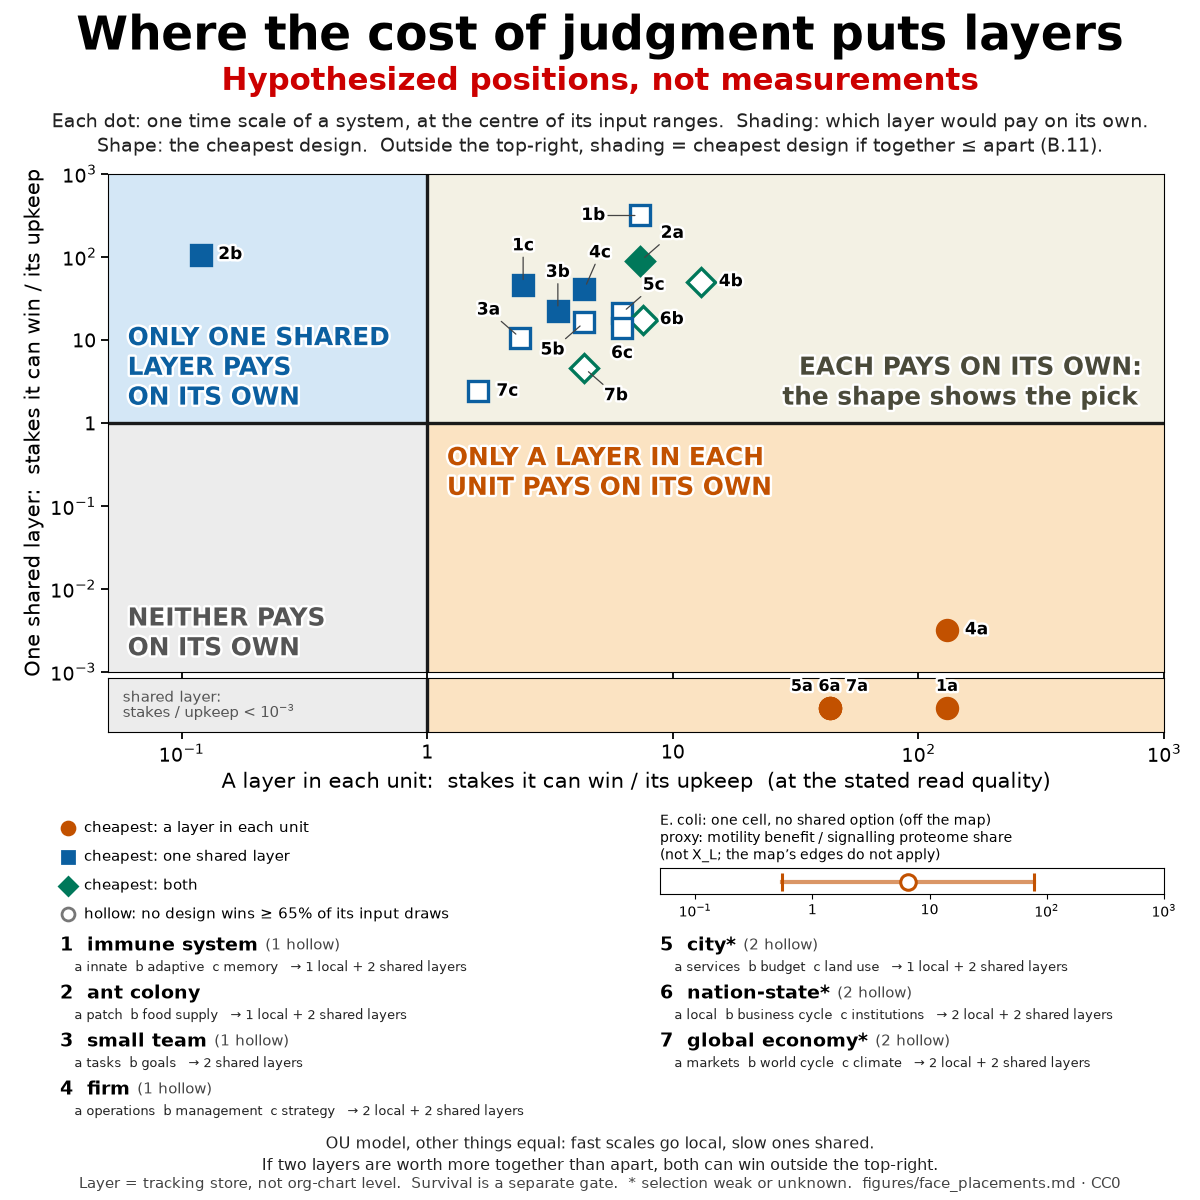 Where the cost of judgment puts layers
Hypothesized positions, not measurements
Each dot: one time scale of a system, at the centre of its input ranges.  Shading: which layer would pay on its own.
Shape: the cheapest design.  Outside the top-right, shading = cheapest design if together ≤ apart (B.11).
One shared layer:  stakes it can win / its upkeep
10³
10²
10
1
10⁻¹
10⁻²
10⁻³
2b
1b
2a
1c
4c
3b
5c
4b
3a
6b
5b
6c
7c
7b
ONLY ONE SHARED
LAYER PAYS
ON ITS OWN
EACH PAYS ON ITS OWN:
the shape shows the pick
ONLY A LAYER IN EACH
UNIT PAYS ON ITS OWN
NEITHER PAYS
ON ITS OWN
4a
shared layer:
stakes / upkeep < 10⁻³
5a 6a 7a
1a
10⁻¹
1
10
10²
10³
A layer in each unit:  stakes it can win / its upkeep  (at the stated read quality)
cheapest: a layer in each unit
cheapest: one shared layer
cheapest: both
hollow: no design wins ≥ 65% of its input draws
E. coli: one cell, no shared option (off the map)
proxy: motility benefit / signalling proteome share
(not X_L; the map’s edges do not apply)
10⁻¹
1
10
10²
10³
1 immune system (1 hollow)
a innate  b adaptive  c memory   → 1 local + 2 shared layers
2 ant colony
a patch  b food supply   → 1 local + 2 shared layers
3 small team (1 hollow)
a tasks  b goals   → 2 shared layers
4 firm (1 hollow)
a operations  b management  c strategy   → 2 local + 2 shared layers
5 city* (2 hollow)
a services  b budget  c land use   → 1 local + 2 shared layers
6 nation-state* (2 hollow)
a local  b business cycle  c institutions   → 2 local + 2 shared layers
7 global economy* (2 hollow)
a markets  b world cycle  c climate   → 2 local + 2 shared layers
OU model, other things equal: fast scales go local, slow ones shared.
If two layers are worth more together than apart, both can win outside the top-right.
Layer = tracking store, not org-chart level.  Survival is a separate gate.  * selection weak or unknown.  figures/face_placements.md · CC0